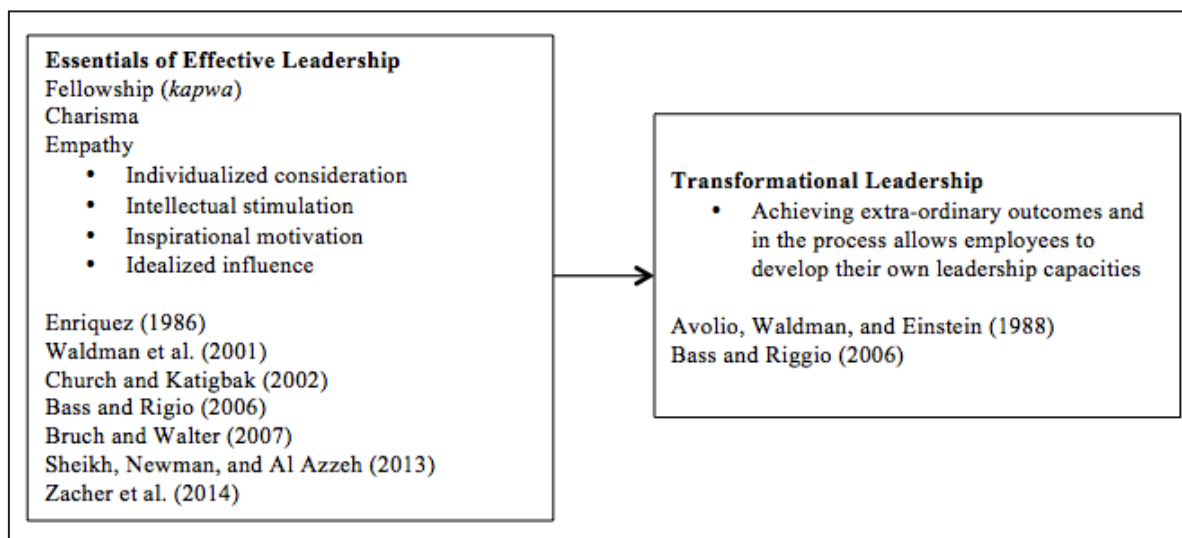 Essentials of Effective Leadership
Fellowship (kapwa)
Charisma
Empathy
• Individualized consideration
• Intellectual stimulation
• Inspirational motivation
• Idealized influence
Enriquez (1986)
Waldman et al. (2001)
Church and Katigbak (2002)
Bass and Rigio (2006)
Bruch and Walter (2007)
Sheikh, Newman, and Al Azzeh (2013)
Zacher et al. (2014)
Transformational Leadership
• Achieving extra-ordinary outcomes and
in the process allows employees to
develop their own leadership capacities
Avolio, Waldman, and Einstein (1988)
Bass and Riggio (2006)